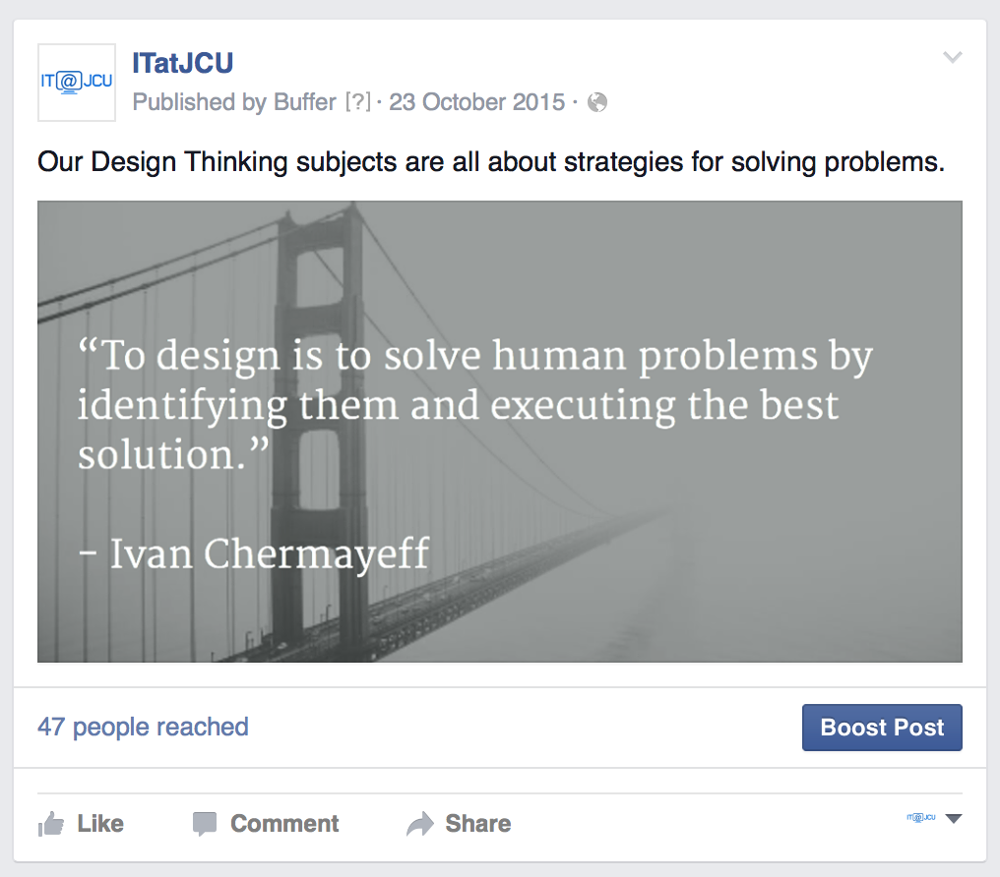 IT@JCU
ITatJCU
Published by Buffer [?] · 23 October 2015 ·
Our Design Thinking subjects are all about strategies for solving problems.
“To design is to solve human problems by
identifying them and executing the best
solution.”
– Ivan Chermayeff
47 people reached
Boost Post
Like
Comment
Share
IT@JCU